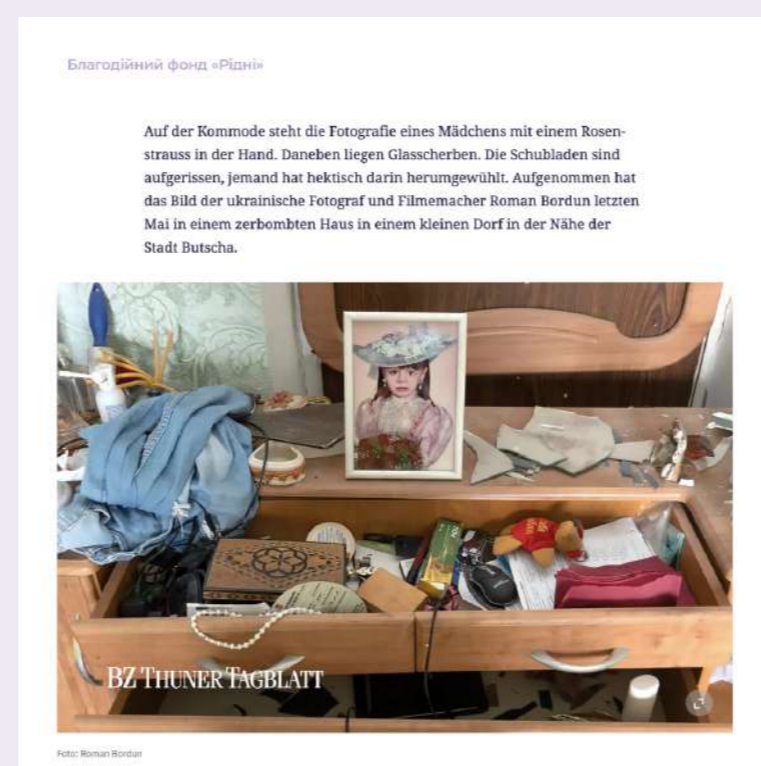 Благодійний фонд «Рідні»
Auf der Kommode steht die Fotografie eines Mädchens mit einem Rosen-
strauss in der Hand. Daneben liegen Glasscherben. Die Schubladen sind
aufgerissen, jemand hat hektisch darin herumgewühlt. Aufgenommen hat
das Bild der ukrainische Fotograf und Filmemacher Roman Bordun letzten
Mai in einem zerbombten Haus in einem kleinen Dorf in der Nähe der
Stadt Butscha.
BZ THUNER TAGBLATT
Foto: Roman Bordun